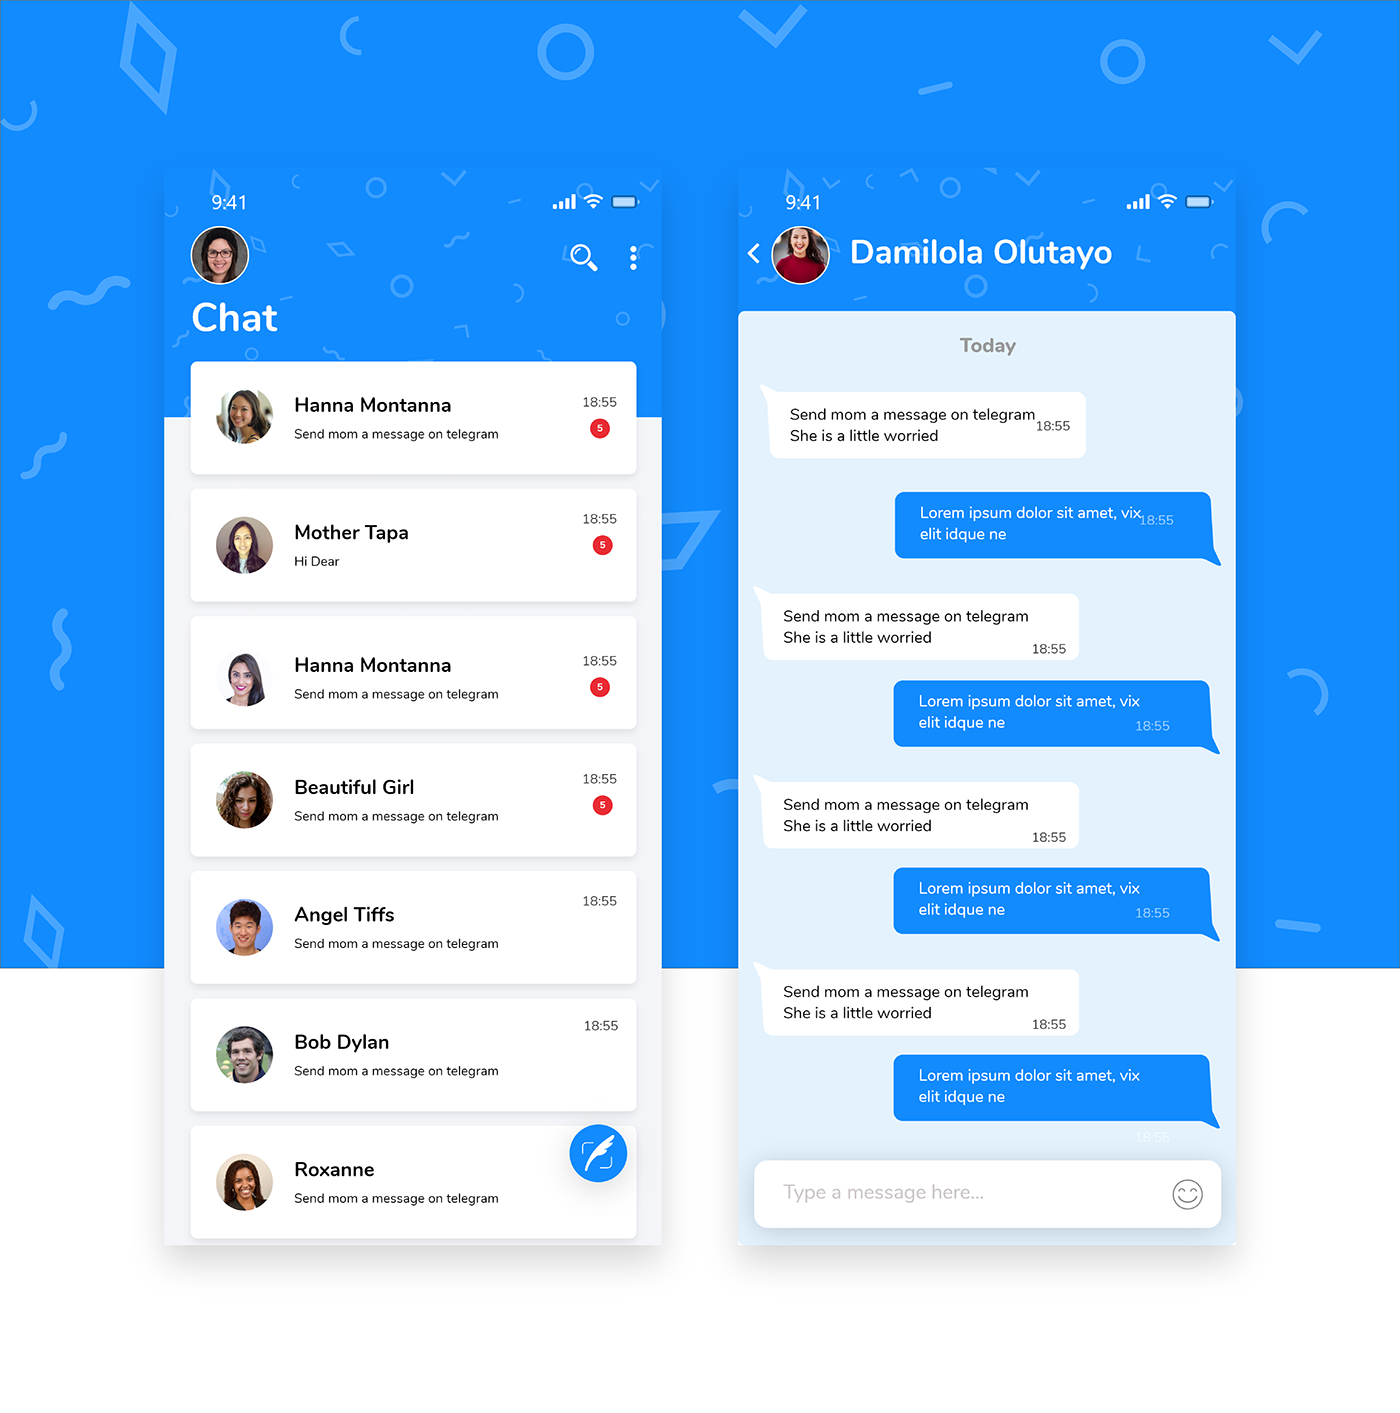 9:41
Chat
Hanna Montanna
18:55
Send mom a message on telegram
5
Mother Tapa
18:55
Hi Dear
5
Hanna Montanna
18:55
Send mom a message on telegram
5
Beautiful Girl
18:55
Send mom a message on telegram
5
Angel Tiffs
18:55
Send mom a message on telegram
Bob Dylan
18:55
Send mom a message on telegram
Roxanne
Send mom a message on telegram
9:41
Damilola Olutayo
Today
Send mom a message on telegram
She is a little worried
18:55
Lorem ipsum dolor sit amet, vix
elit idque ne
18:55
Send mom a message on telegram
She is a little worried
18:55
Lorem ipsum dolor sit amet, vix
elit idque ne
18:55
Send mom a message on telegram
She is a little worried
18:55
Lorem ipsum dolor sit amet, vix
elit idque ne
18:55
Send mom a message on telegram
She is a little worried
18:55
Lorem ipsum dolor sit amet, vix
elit idque ne
18:55
Type a message here...